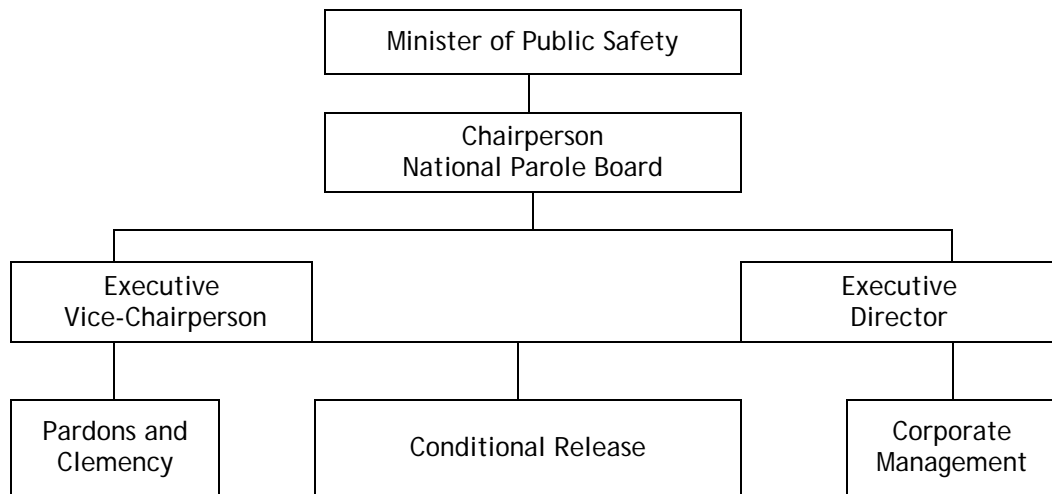 Minister of Public Safety
Chairperson
National Parole Board
Executive
Vice-Chairperson
Executive
Director
Pardons and
Clemency
Conditional Release
Corporate
Management